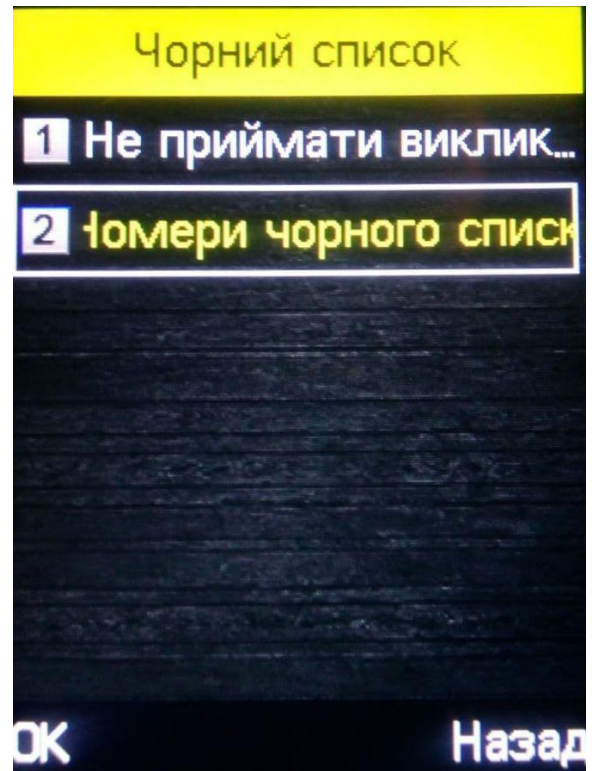 Чорний список
1 Не приймати виклик...
2 Номери чорного списк
ОК
Назад